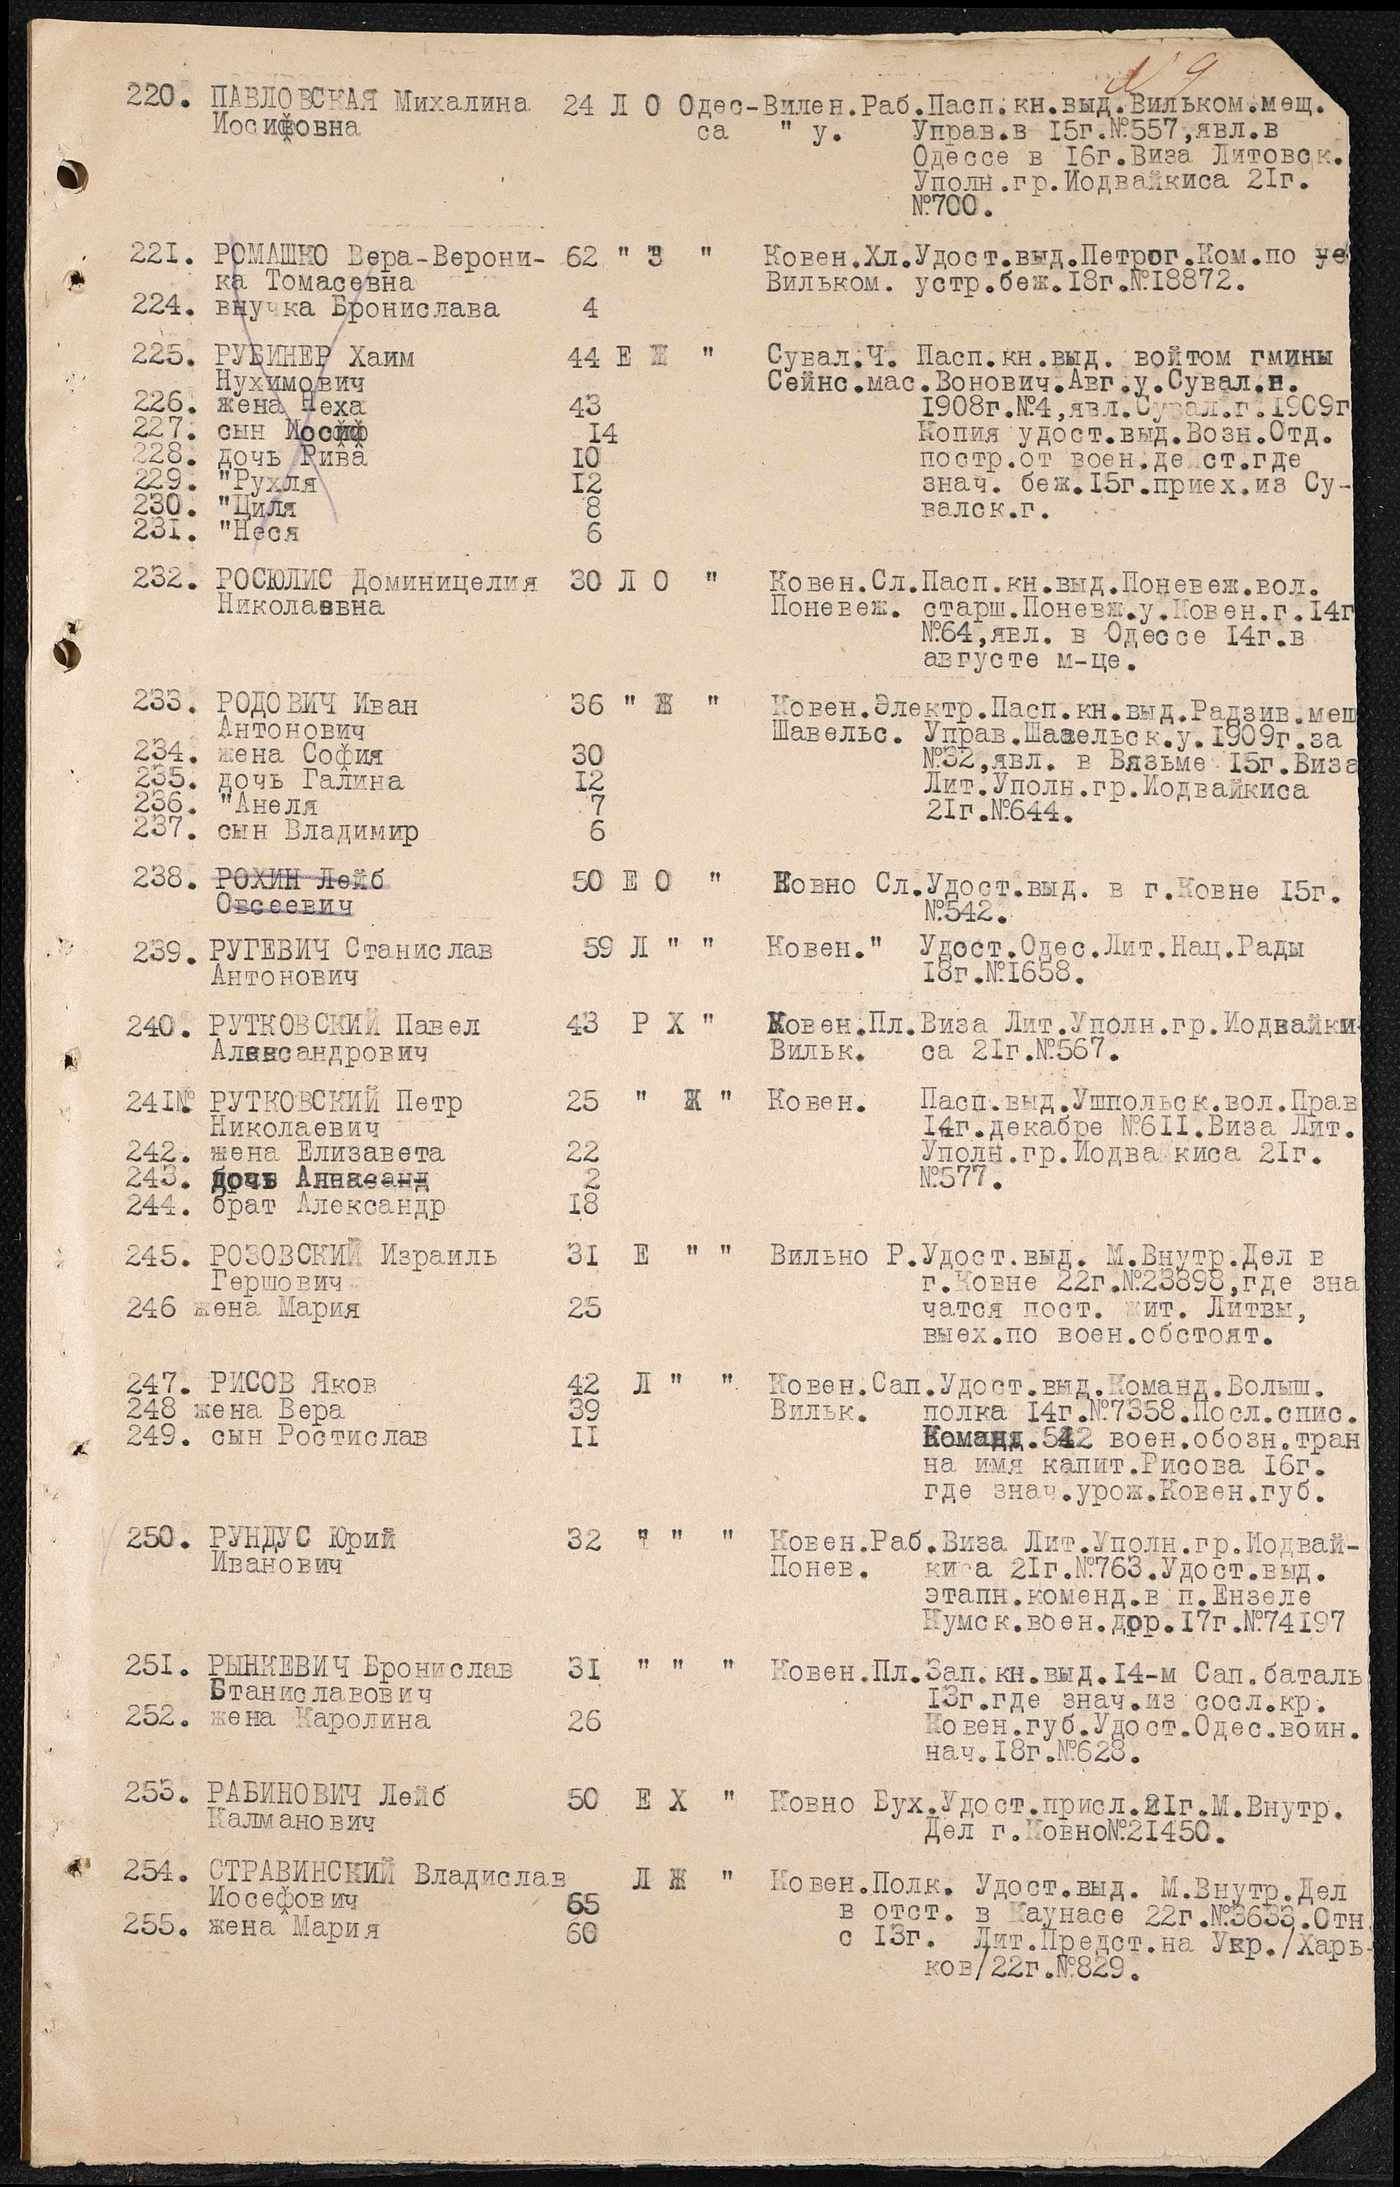 N 9
220. ПАВЛОВСКАЯ Михалина 24 Л О Одес-Вилен.Раб.Пасп.кн.выд.Вильком.мещ.
Иосифовна са " у. Управ.в 15г.№557,явл.в
Одессе в 16г.Виза Литовск.
Уполн.гр.Йодвайкиса 21г.
№700.
221. РОМАШКО Вера-Верони- 62 " З " Ковен.Хл.Удост.выд.Петрог.Ком.по уе
ка Томасевна Вильком. устр.беж.18г.№18872.
224. внучка Бронислава 4
225. РУБИНЕР Хаим 44 Е Ж " Сувал.Ч. Пасп.кн.выд. войтом гмины
Нухимович Сейнс.мас.Вонович.Авг.у.Сувал.г.
226. жена Неха 43 1908г.№4,явл.Сувал.г.1909г
227. сын Иосиф 14 Копия удост.выд.Возн.Отд.
228. дочь Рива 10 постр.от воен.дейст.где
229. "Рухля 12 знач. беж.15г.приех.из Су-
230. "Циля 8 валск.г.
231. "Неся 6
232. РОСЮЛИС Доминицелия 30 Л О " Ковен.Сл.Пасп.кн.выд.Поневеж.вол.
Николаевна Поневеж. старш.Поневж.у.Ковен.г.14г
№64,явл. в Одессе 14г.в
августе м-це.
233. РОДОВИЧ Иван 36 " Ж " Ковен.Электр.Пасп.кн.выд.Радзив.мещ
Антонович Шавельс. Управ.Шавельск.у.1909г.за
234. жена София 30 №32,явл. в Вязьме 15г.Виза
235. дочь Галина 12 Лит.Уполн.гр.Йодвайкиса
236. "Анеля 7 21г.№644.
237. сын Владимир 6
238. РОХИН Лейб 50 Е О " Ковно Сл.Удост.выд. в г.Ковне 15г.
Овсеевич №542.
239. РУГЕВИЧ Станислав 59 Л " " Ковен." Удост.Одес.Лит.Нац.Рады
Антонович 18г.№1658.
240. РУТКОВСКИЙ Павел 43 Р Х " Ковен.Пл.Виза Лит.Уполн.гр.Иодвайки-
Александрович Вильк. са 21г.№567.
241№ РУТКОВСКИЙ Петр 25 " Ж " Ковен. Пасп.выд.Ушпольск.вол.Прав
Николаевич 14г.декабре №611.Виза Лит.
242. жена Елизавета 22 Уполн.гр.Йодва киса 21г.
243. дочь 2 №577.
244. брат Александр 18
245. РОЗОВСКИЙ Израиль 31 Е " " Вильно Р.Удост.выд. М.Внутр.Дел в
Гершович г.Ковне 22г.№23898,где зна
246 жена Мария 25 чатся пост. жит. Литвы,
выех.по воен.обстоят.
247. РИСОВ Яков 42 Л " " Ковен.Сап.Удост.выд.Команд.Волыш.
248 жена Вера 39 Вильк. полка 14г.№7358.Посл.спис.
249. сын Ростислав 11 Команд.542 воен.обозн.тран
на имя капит.Рисова 16г.
где знач.урож.Ковен.губ.
250. РУНДУС Юрий 32 " " " Ковен.Раб.Виза Лит.Уполн.гр.Иодвай-
Иванович Понев. киса 21г.№763.Удост.выд.
этапн.коменд.в п.Ензеле
Кумск.воен.дор.17г.№74197
251. РЫНКЕВИЧ Бронислав 31 " " " Ковен.Пл.Зап.кн.выд.14-м Сап.баталь
Станиславович 13г.где знач.из сосл.кр.
252. жена Каролина 26 Ковен.губ.Удост.Одес.воин.
нач.18г.№628.
253. РАБИНОВИЧ Лейб 50 Е Х " Ковно Бух.Удост.присл.21г.М.Внутр.
Калманович Дел г.Ковно№21450.
254. СТРАВИНСКИЙ Владислав Л Ж " Ковен.Полк. Удост.выд. М.Внутр.Дел
Иосефович 65 в отст. в Каунасе 22г.№3633.Отн.
255. жена Мария 60 с 13г. Лит.Предст.на Укр./Харь-
ков/22г.№829.